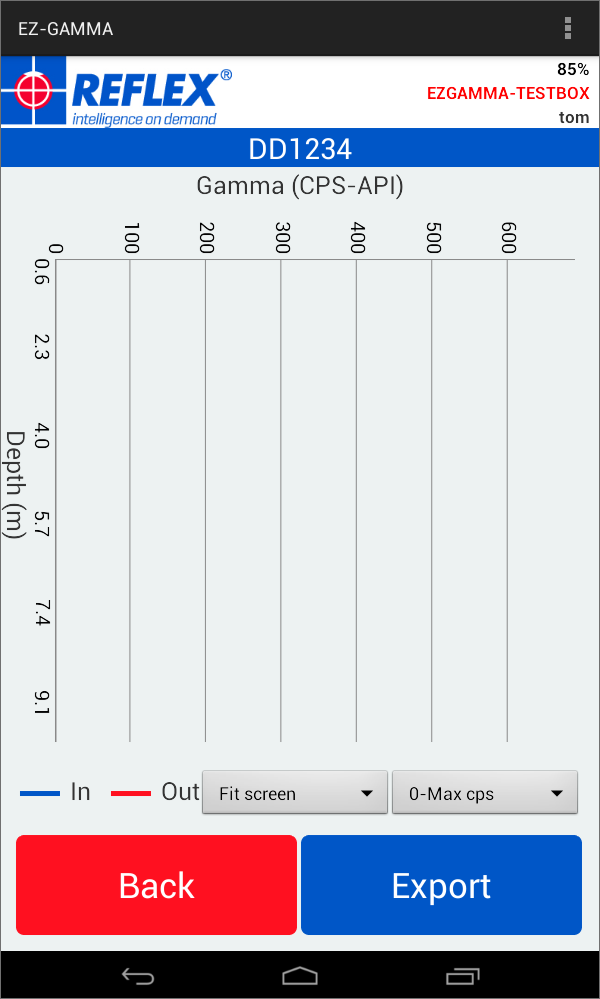 EZ-GAMMA
REFLEX®
intelligence on demand
85%
EZGAMMA-TESTBOX
tom
DD1234
Gamma (CPS-API)
0 100 200 300 400 500 600
Depth (m)
0.6
2.3
4.0
5.7
7.4
9.1
In Out Fit screen 0-Max cps
Back Export